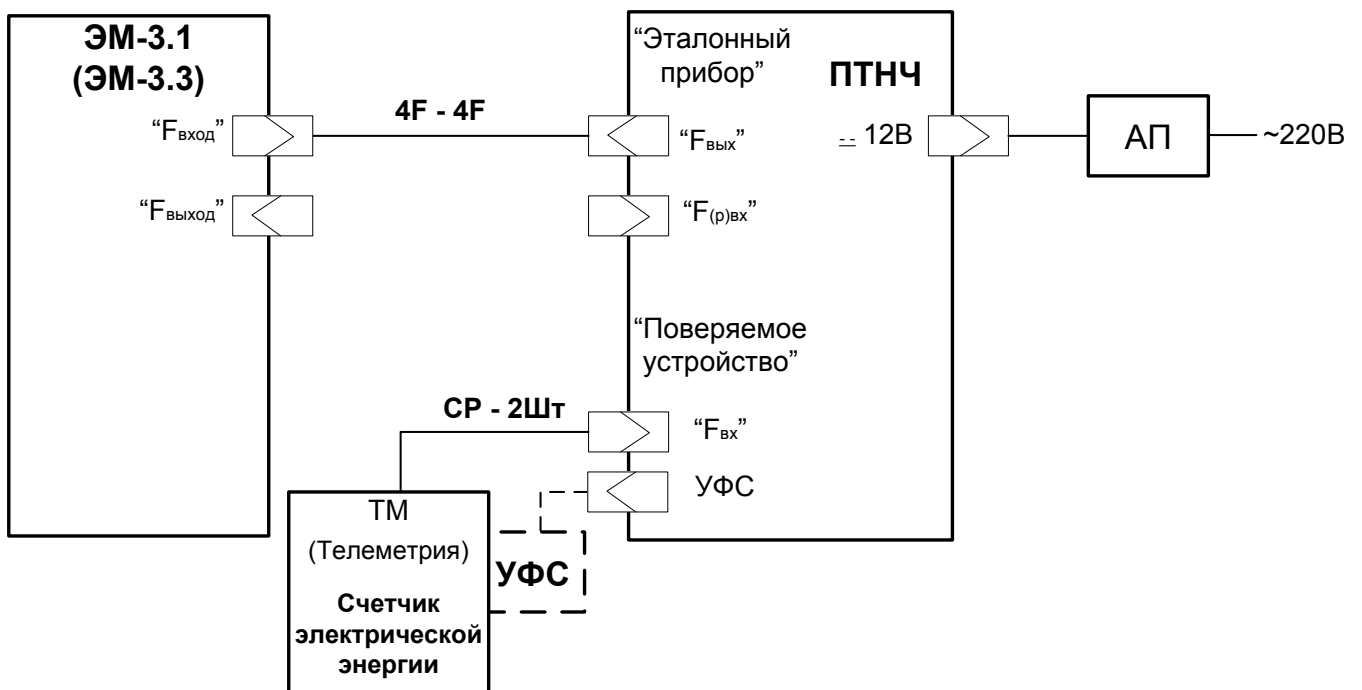 ЭМ-3.1
(ЭМ-3.3)
“Fвход”
“Fвыход”
4F - 4F
“Эталонный
прибор”
ПТНЧ
“Fвых”
-- 12В
АП
~220В
“F(р)вх”
“Поверяемое
устройство”
СР - 2Шт
“Fвх”
УФС
ТМ
(Телеметрия)
УФС
Счетчик
электрической
энергии